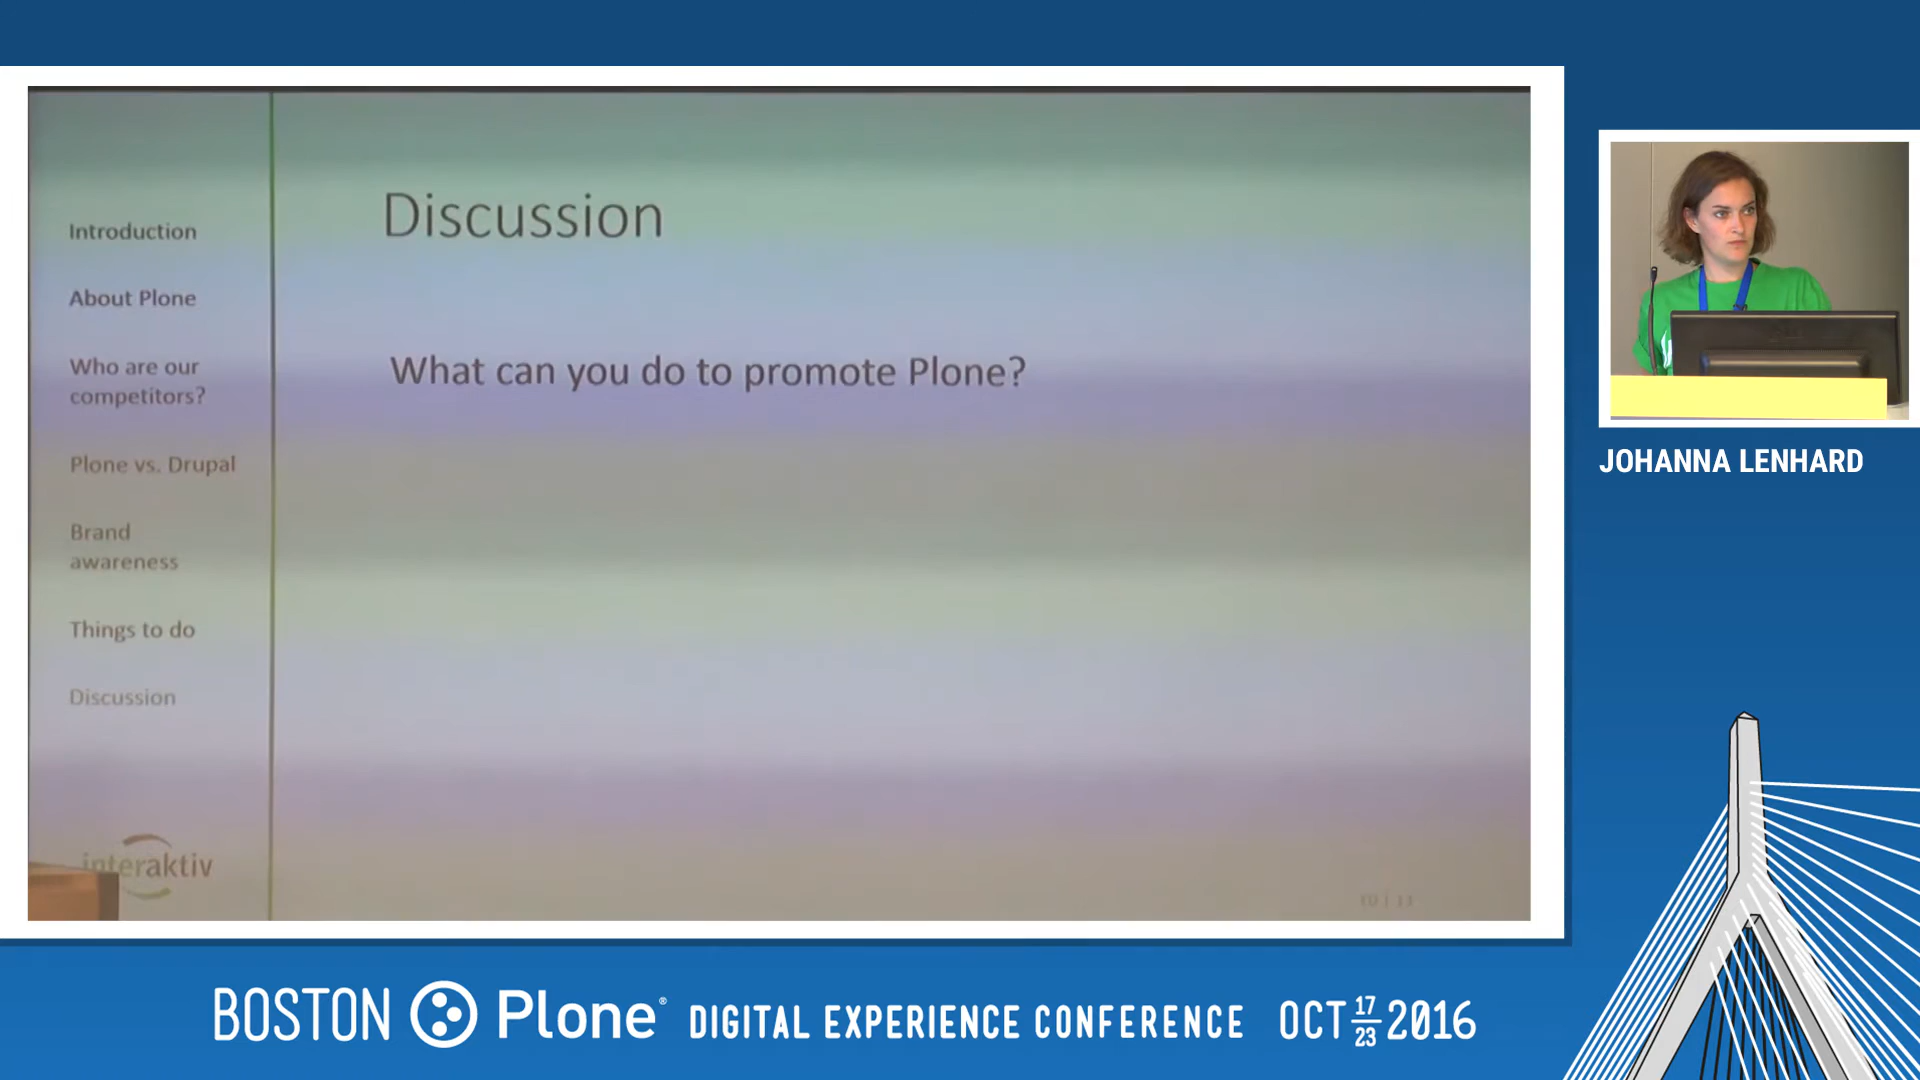 Introduction
About Plone
Who are our
competitors?
Plone vs. Drupal
Brand
awareness
Things to do
Discussion
interaktiv
Discussion
What can you do to promote Plone?
JOHANNA LENHARD
BOSTON Plone® DIGITAL EXPERIENCE CONFERENCE OCT 17 23 2016